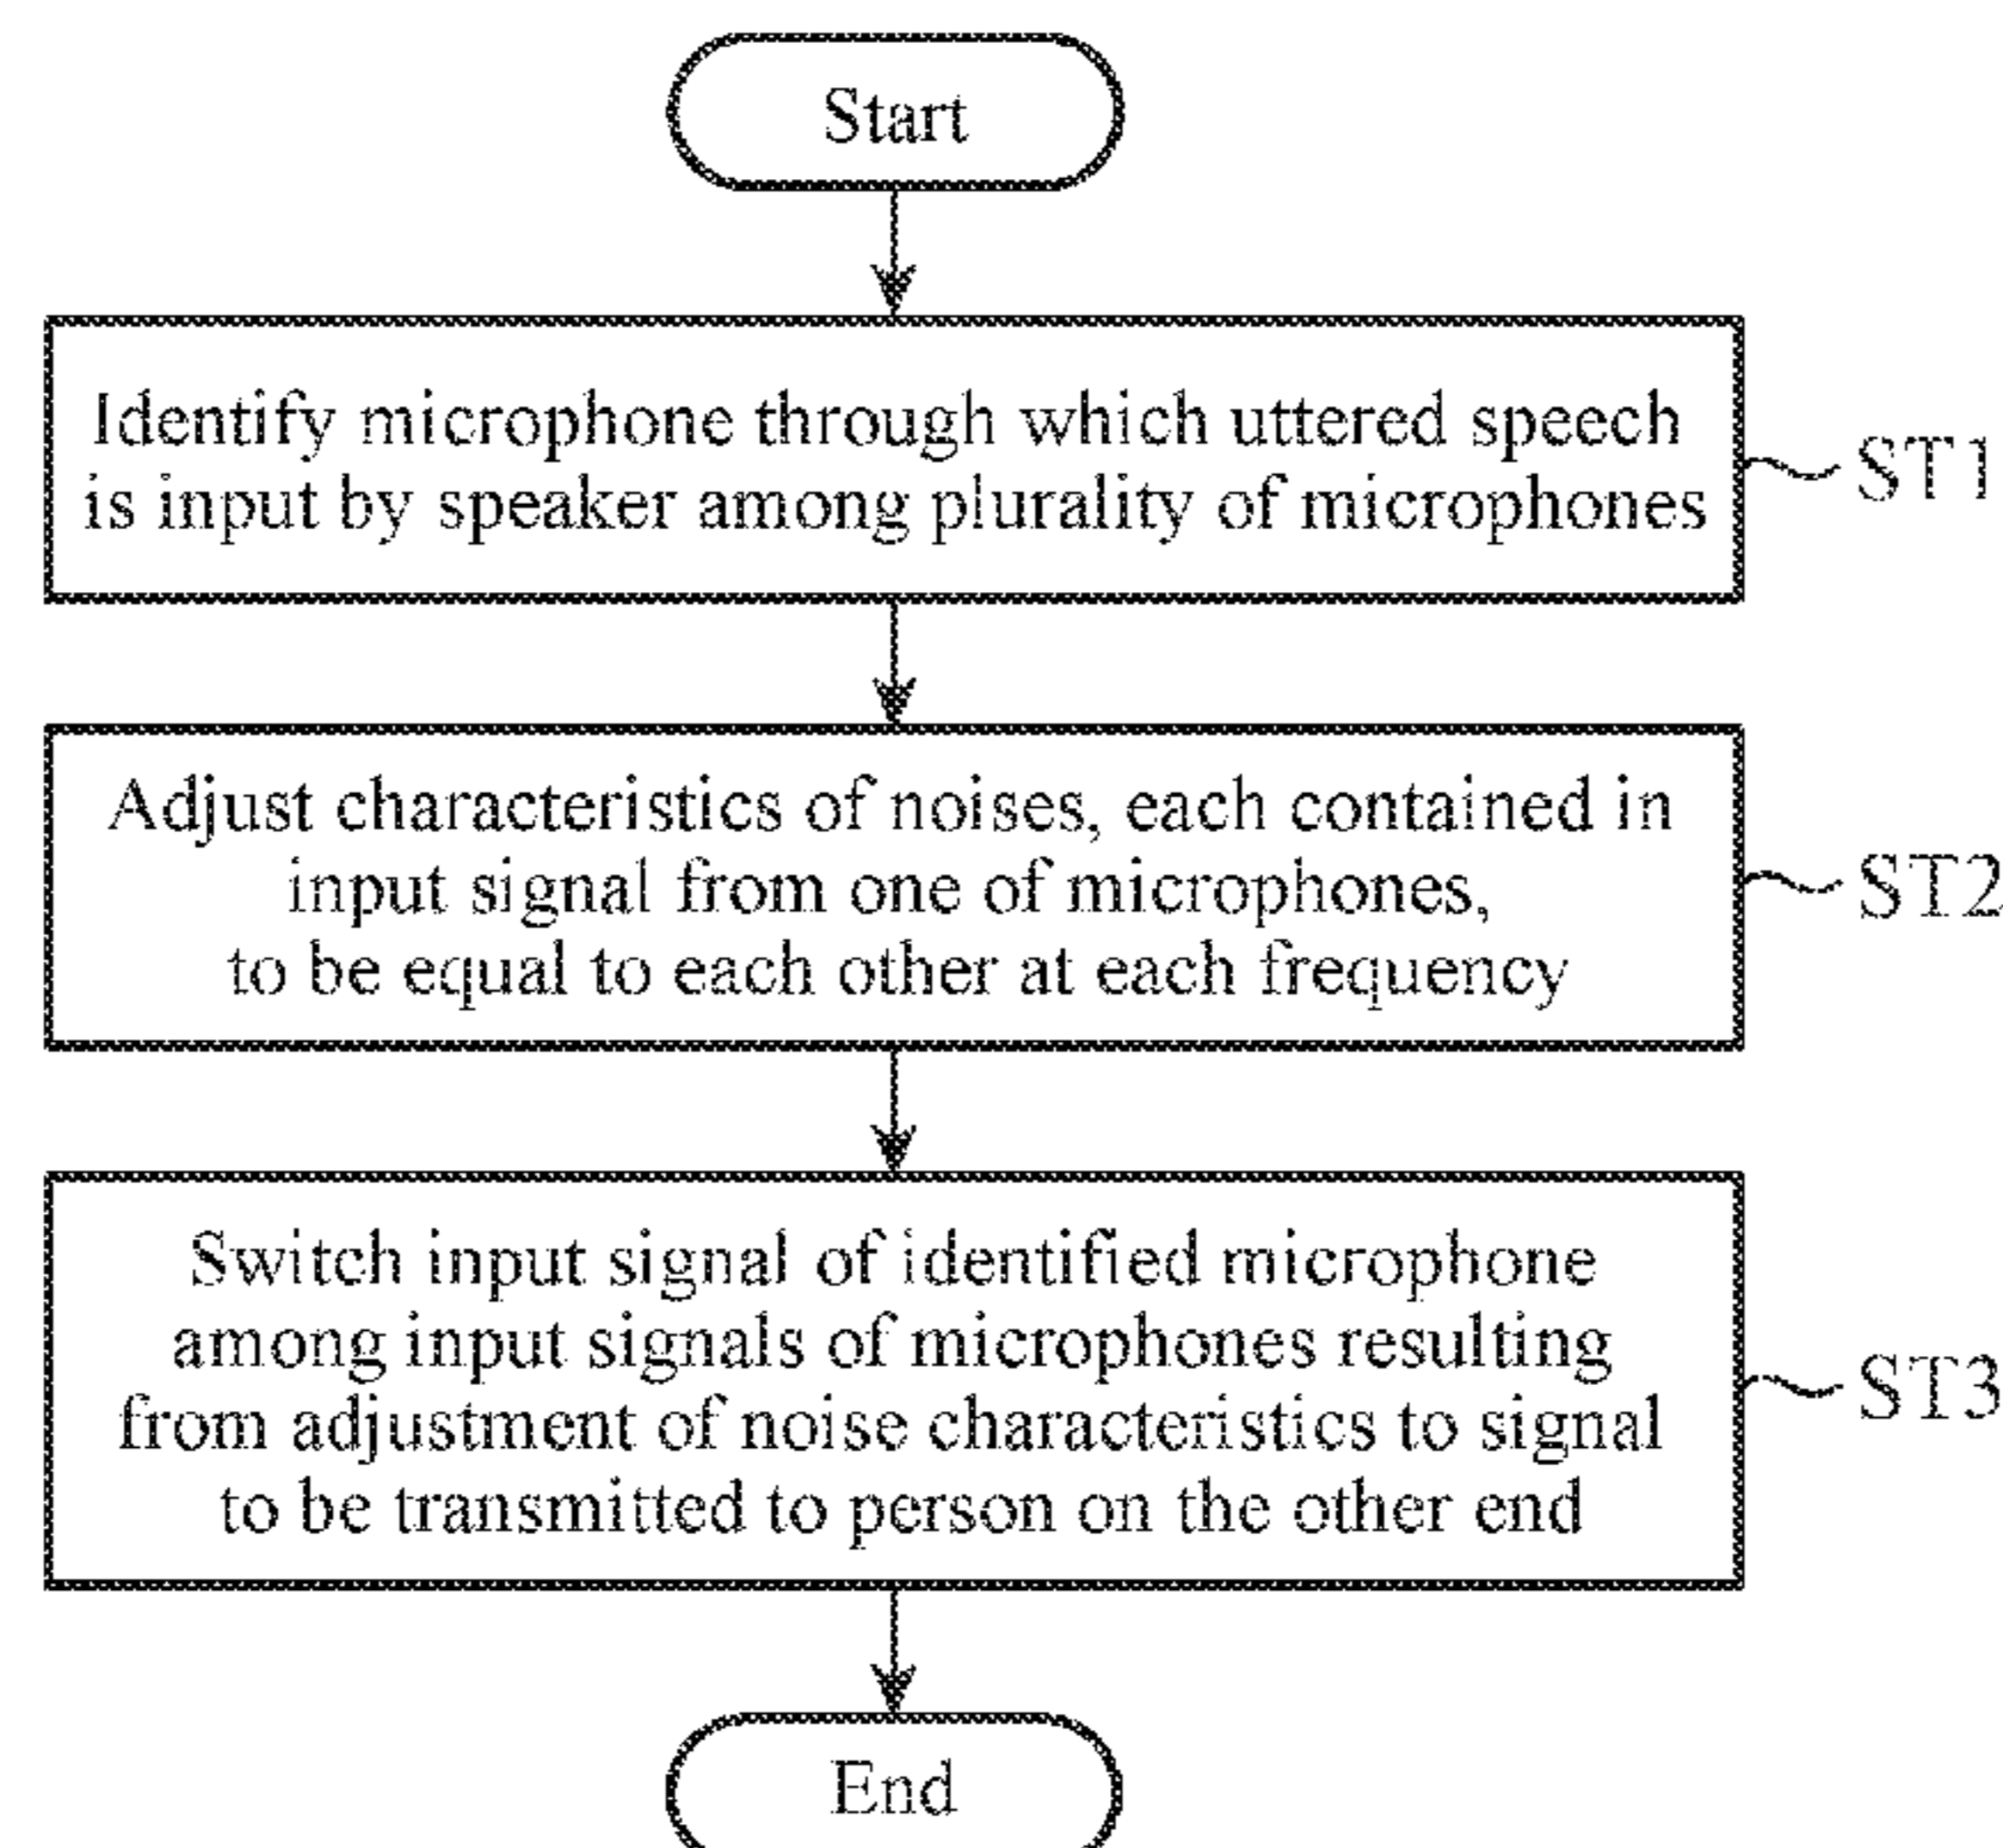 Start
Identify microphone through which uttered speech
is input by speaker among plurality of microphones
ST1
Adjust characteristics of noises, each contained in
input signal from one of microphones,
to be equal to each other at each frequency
ST2
Switch input signal of identified microphone
among input signals of microphones resulting
from adjustment of noise characteristics to signal
to be transmitted to person on the other end
ST3
End